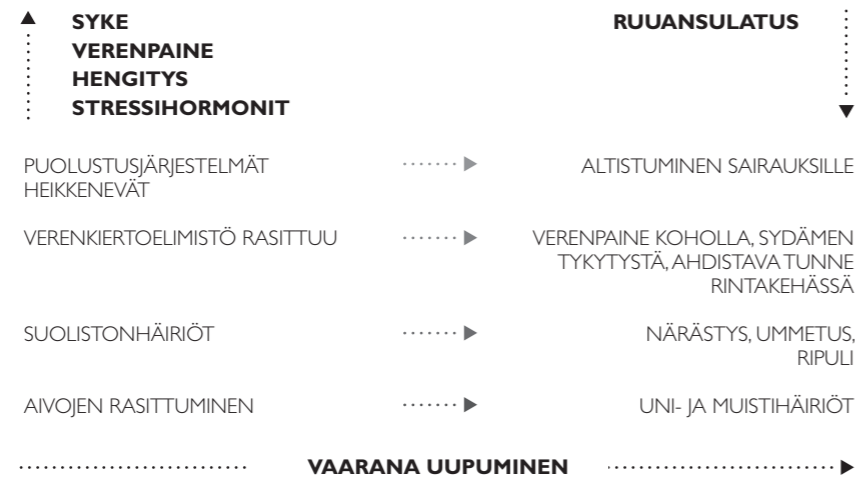 SYKE
VERENPAINE
HENGITYS
STRESSIHORMONIT
RUUANSULATUS
PUOLUSTUSJÄRJESTELMÄT
HEIKKENEVÄT
ALTISTUMINEN SAIRAUKSILLE
VERENKIERTOELIMISTÖ RASITTUU
VERENPAINE KOHOLLA, SYDÄMEN
TYKYTYSTÄ, AHDISTAVA TUNNE
RINTAKEHÄSSÄ
SUOLISTONHÄIRIÖT
NÄRÄSTYS, UMMETUS,
RIPULI
AIVOJEN RASITTUMINEN
UNI- JA MUISTIHÄIRIÖT
VAARANA UUPUMINEN